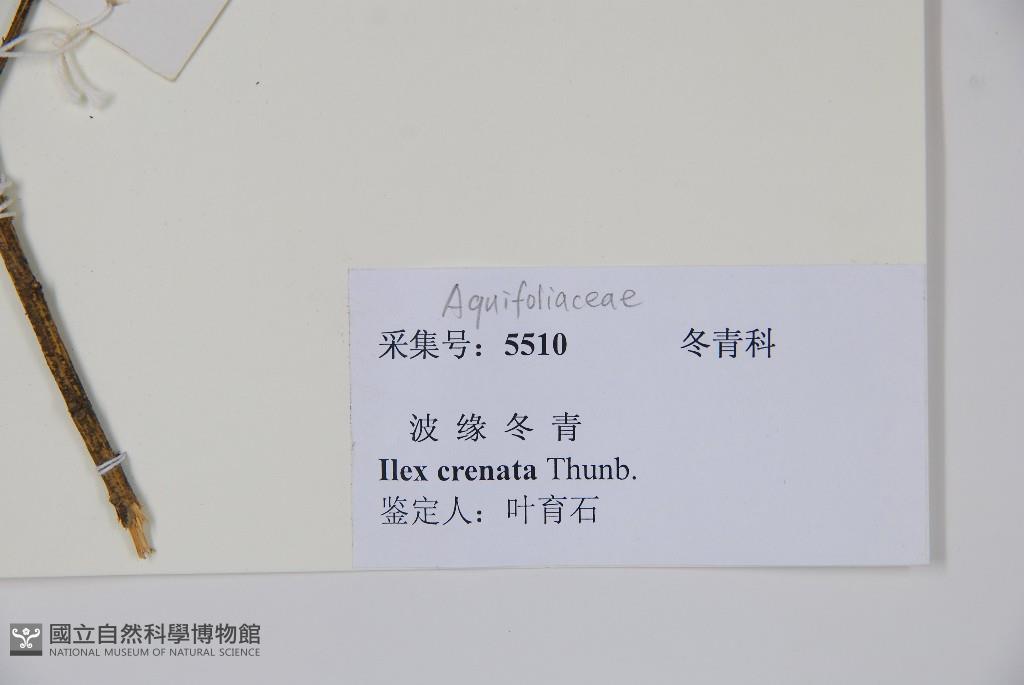 Aquifoliaceae
采集号：5510 冬青科
波缘冬青
Ilex crenata Thunb.
鉴定人：叶育石
國立自然科學博物館
NATIONAL MUSEUM OF NATURAL SCIENCE